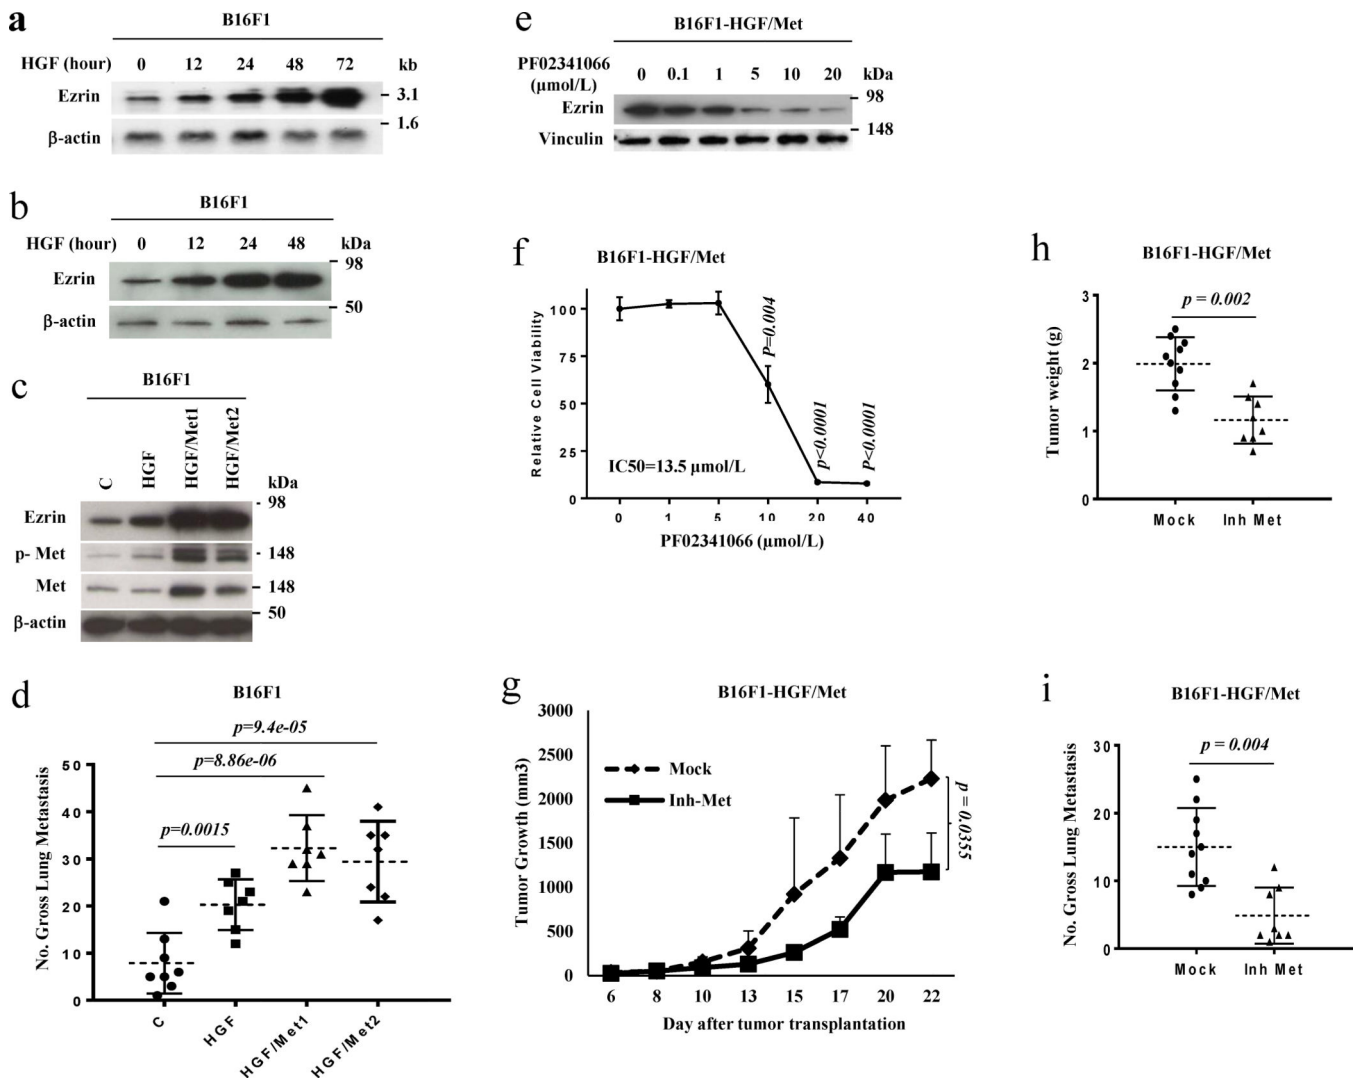 a
B16F1
HGF (hour) 0 12 24 48 72 kb
Ezrin 3.1
1.6
β-actin
b
B16F1
HGF (hour) 0 12 24 48 kDa
98
Ezrin
50
β-actin
c
B16F1
C HGF HGF/Met1 HGF/Met2
kDa
98
Ezrin
p- Met 148
Met 148
50
β-actin
d
B16F1
p=9.4e-05
p=8.86e-06
p=0.0015
No. Gross Lung Metastasis
50
40
30
20
10
0
C HGF HGF/Met1 HGF/Met2
e
B16F1-HGF/Met
PF02341066
(μmol/L)
0 0.1 1 5 10 20 kDa
98
Ezrin
148
Vinculin
f
B16F1-HGF/Met
Relative Cell Viability
100
75
50
25
0
P=0.004
p<0.0001
P<0.0001
IC50=13.5 μmol/L
0 1 5 10 20 40
PF02341066 (μmol/L)
g
B16F1-HGF/Met
Tumor Growth (mm3)
3000
2500
2000
1500
1000
500
0
Mock
Inh-Met
p = 0.0355
6 8 10 13 15 17 20 22
Day after tumor transplantation
h
B16F1-HGF/Met
p = 0.002
Tumor weight (g)
3
2
1
0
Mock Inh Met
i
B16F1-HGF/Met
p = 0.004
No. Gross Lung Metastasis
30
20
10
0
Mock Inh Met